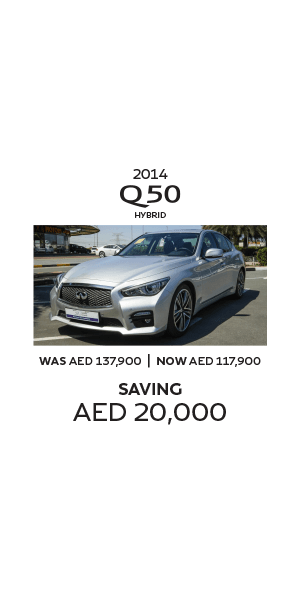 2014
Q50
HYBRID
WAS AED 137,900 | NOW AED 117,900
SAVING
AED 20,000